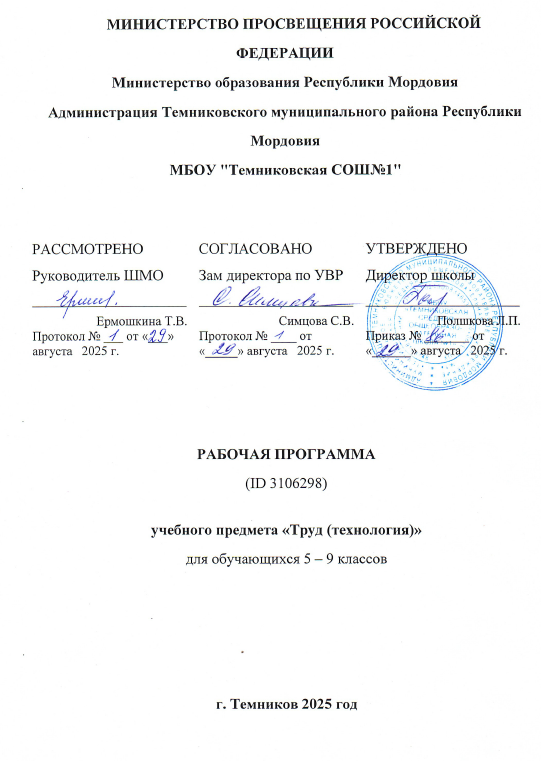 МИНИСТЕРСТВО ПРОСВЕЩЕНИЯ РОССИЙСКОЙ
ФЕДЕРАЦИИ
Министерство образования Республики Мордовия
Администрация Темниковского муниципального района Республики
Мордовия
МБОУ "Темниковская СОШ№1"
РАССМОТРЕНО
Руководитель ШМО
Ермошкина Т.В.
Протокол № 1 от «29»
августа 2025 г.
СОГЛАСОВАНО
Зам директора по УВР
Симцова С.В.
Протокол № 1 от
«29» августа 2025 г.
УТВЕРЖДЕНО
Директор школы
Полшкова Л.П.
Приказ № 86 от
«29» августа 2025 г.
РАБОЧАЯ ПРОГРАММА
(ID 3106298)
учебного предмета «Труд (технология)»
для обучающихся 5 – 9 классов
г. Темников 2025 год